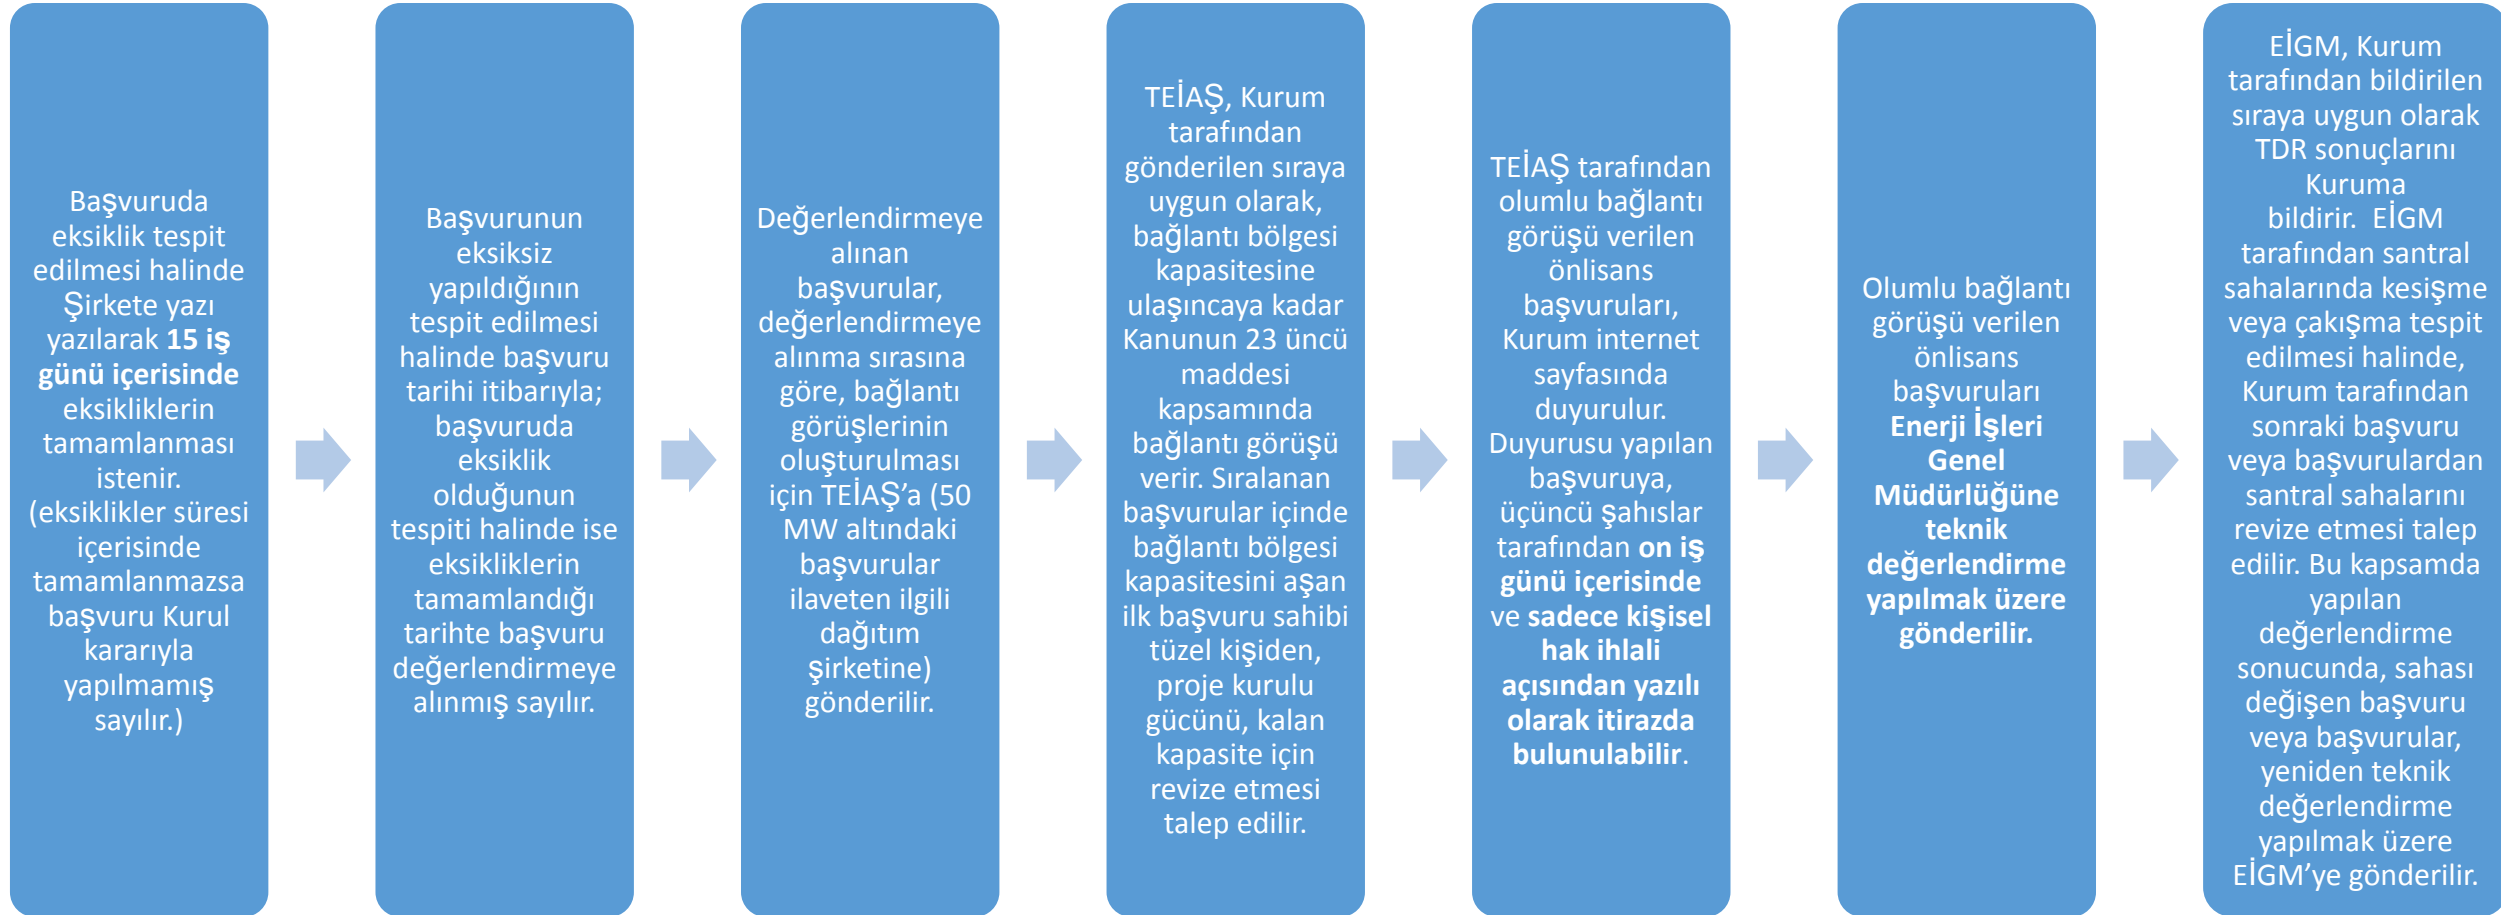 Başvuruda
eksiklik tespit
edilmesi halinde
Şirkete yazı
yazılarak 15 iş
günü içerisinde
eksikliklerin
tamamlanması
istenir.
(eksiklikler süresi
içerisinde
tamamlanmazsa
başvuru Kurul
kararıyla
yapılmamış
sayılır.)
Başvurunun
eksiksiz
yapıldığının
tespit edilmesi
halinde başvuru
tarihi itibarıyla;
başvuruda
eksiklik
olduğunun
tespiti halinde ise
eksikliklerin
tamamlandığı
tarihte başvuru
değerlendirmeye
alınmış sayılır.
Değerlendirmeye
alınan
başvurular,
değerlendirmeye
alınma sırasına
göre, bağlantı
görüşlerinin
oluşturulması
için TEİAŞ’a (50
MW altındaki
başvurular
ilaveten ilgili
dağıtım
şirketine)
gönderilir.
TEİAŞ, Kurum
tarafından
gönderilen sıraya
uygun olarak,
bağlantı bölgesi
kapasitesine
ulaşıncaya kadar
Kanunun 23 üncü
maddesi
kapsamında
bağlantı görüşü
verir. Sıralanan
başvurular içinde
bağlantı bölgesi
kapasitesini aşan
ilk başvuru sahibi
tüzel kişiden,
proje kurulu
gücünü, kalan
kapasite için
revize etmesi
talep edilir.
TEİAŞ tarafından
olumlu bağlantı
görüşü verilen
önlisans
başvuruları,
Kurum internet
sayfasında
duyurulur.
Duyurusu yapılan
başvuruya,
üçüncü şahıslar
tarafından on iş
günü içerisinde
ve sadece kişisel
hak ihlali
açısından yazılı
olarak itirazda
bulunulabilir.
Olumlu bağlantı
görüşü verilen
önlisans
başvuruları
Enerji İşleri
Genel
Müdürlüğüne
teknik
değerlendirme
yapılmak üzere
gönderilir.
EİGM, Kurum
tarafından bildirilen
sıraya uygun olarak
TDR sonuçlarını
Kuruma
bildirir.  EİGM
tarafından santral
sahalarında kesişme
veya çakışma tespit
edilmesi halinde,
Kurum tarafından
sonraki başvuru
veya başvurulardan
santral sahalarını
revize etmesi talep
edilir. Bu kapsamda
yapılan
değerlendirme
sonucunda, sahası
değişen başvuru
veya başvurular,
yeniden teknik
değerlendirme
yapılmak üzere
EİGM’ye gönderilir.